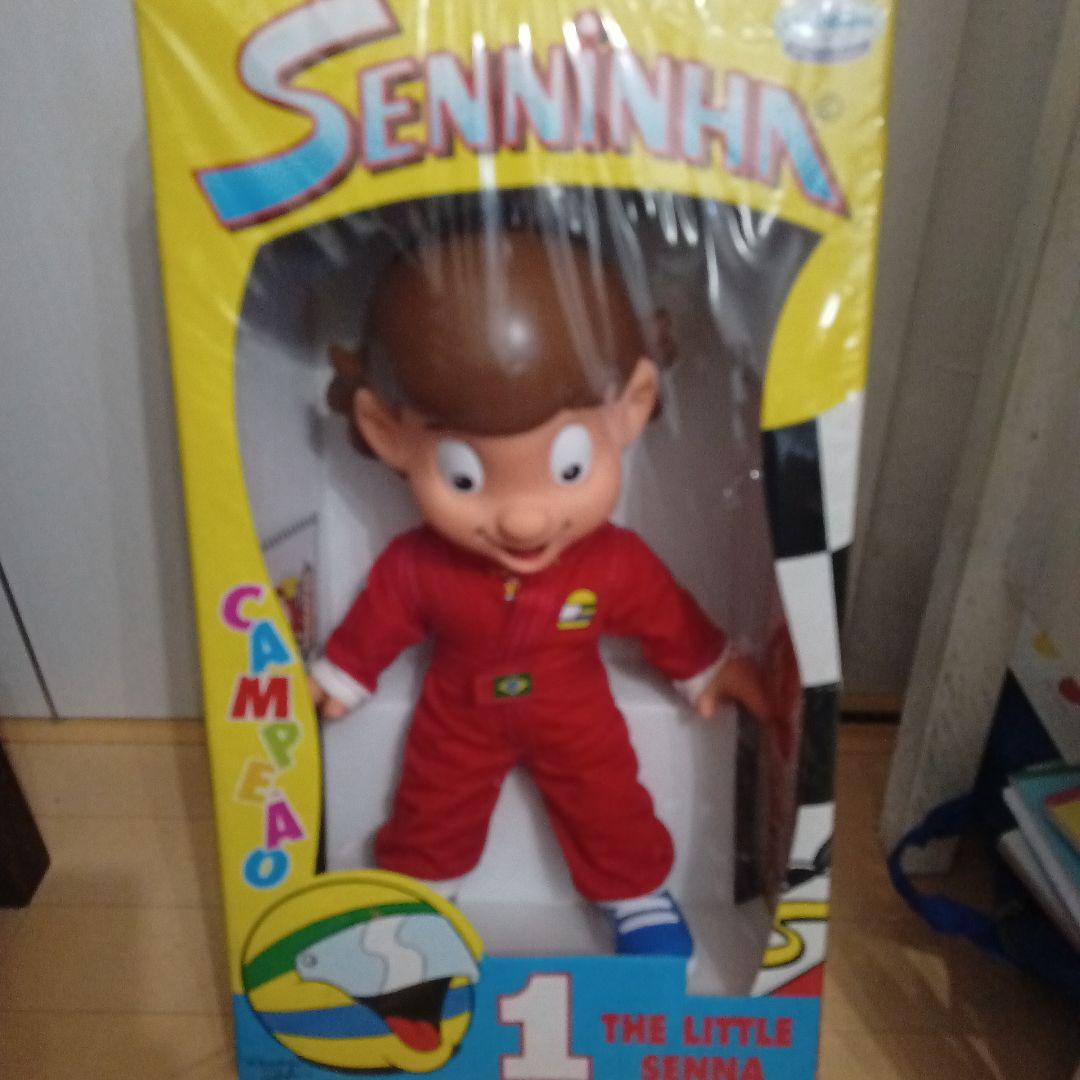 SENNiNHA
©
CAMPEAO
1
THE LITTLE
SENNA